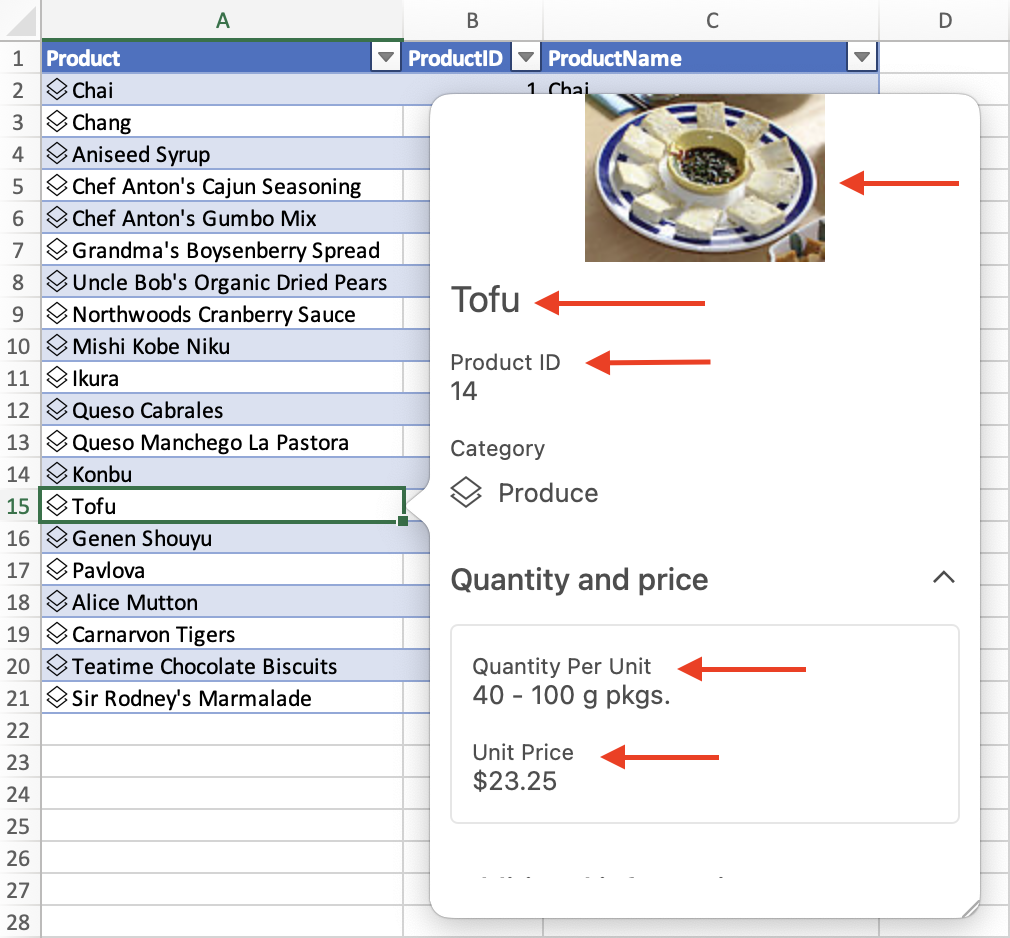 A B C D
1 Product ProductID ProductName
2 Chai 1 Chai
3 Chang
4 Aniseed Syrup
5 Chef Anton's Cajun Seasoning
6 Chef Anton's Gumbo Mix
7 Grandma's Boysenberry Spread
8 Uncle Bob's Organic Dried Pears
9 Northwoods Cranberry Sauce
10 Mishi Kobe Niku
11 Ikura
12 Queso Cabrales
13 Queso Manchego La Pastora
14 Konbu
15 Tofu
16 Genen Shouyu
17 Pavlova
18 Alice Mutton
19 Carnarvon Tigers
20 Teatime Chocolate Biscuits
21 Sir Rodney's Marmalade
22
23
24
25
26
27
28
Tofu
Product ID
14
Category
Produce
Quantity and price
Quantity Per Unit
40 - 100 g pkgs.
Unit Price
$23.25